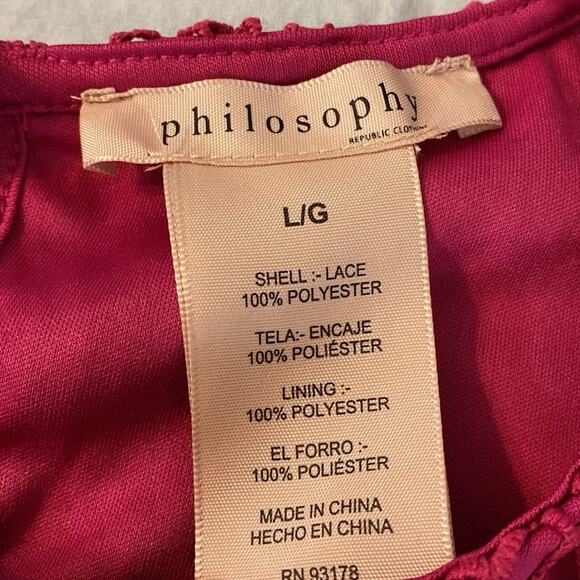 philosophy
REPUBLIC CLOTHING
L/G
SHELL :- LACE
100% POLYESTER
TELA:- ENCAJE
100% POLIÉSTER
LINING :-
100% POLYESTER
EL FORRO :-
100% POLIÉSTER
MADE IN CHINA
HECHO EN CHINA
RN 93178